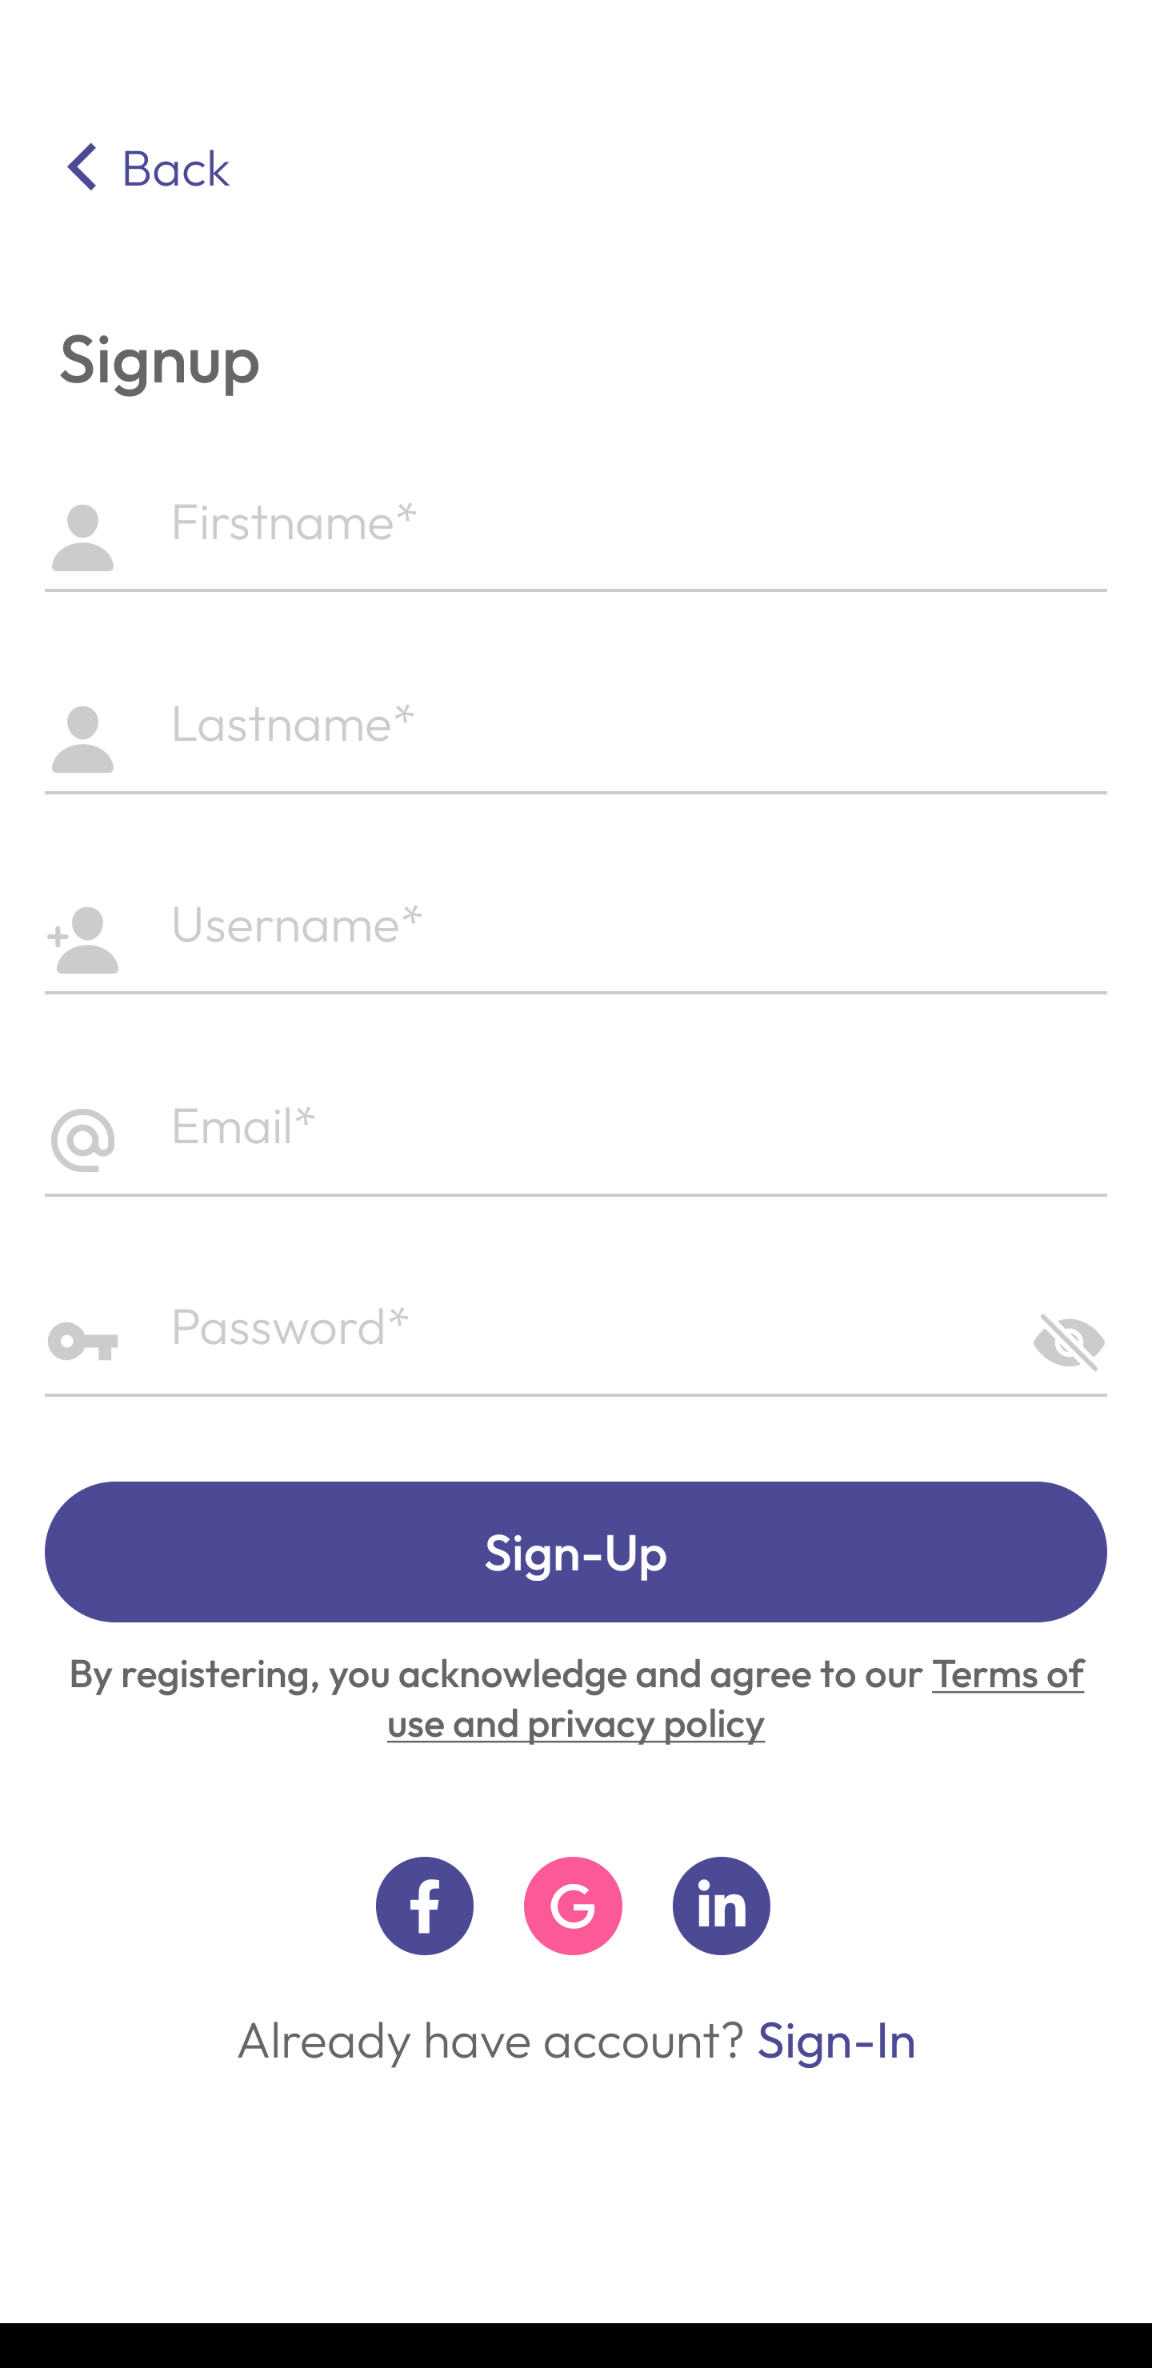 Back
Signup
Firstname*
Lastname*
Username*
Email*
Password*
Sign-Up
By registering, you acknowledge and agree to our Terms of
use and privacy policy
f G in
Already have account? Sign-In